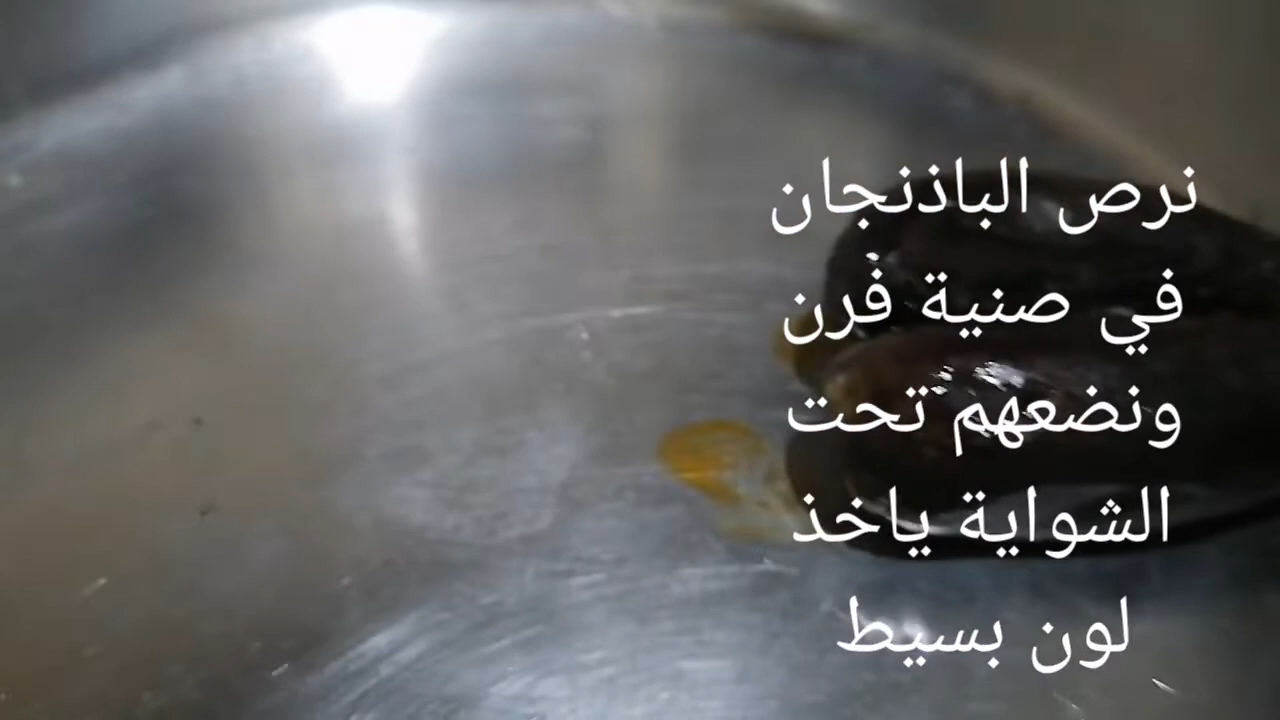 نرص الباذنجان
في صنية فرن
ونضعهم تحت
الشواية ياخذ
لون بسيط